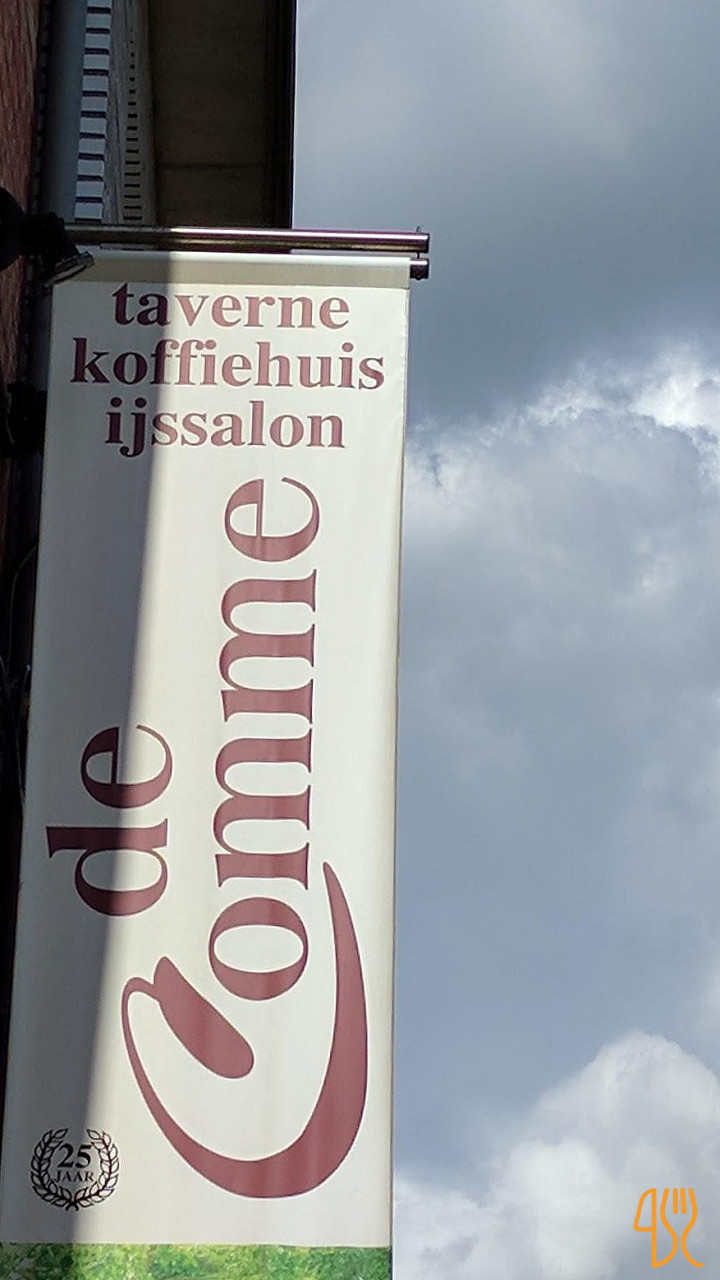 taverne
koffiehuis
ijssalon
de
Comme
25
JAAR